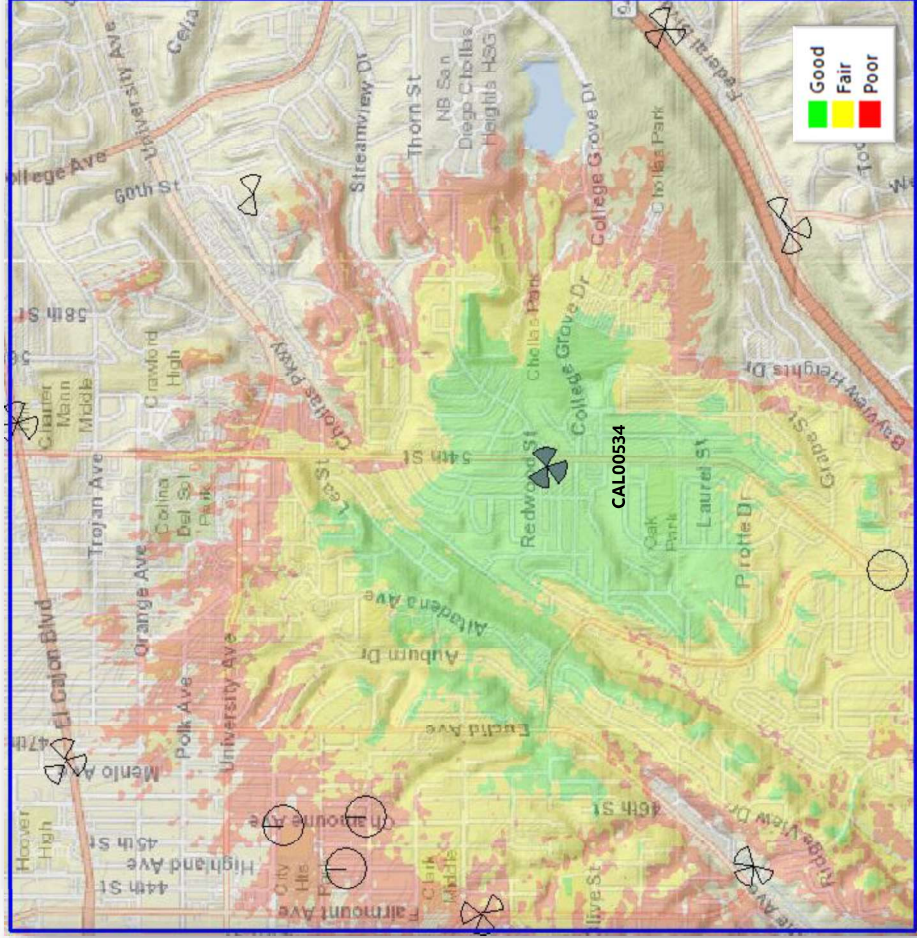 University Ave
Celia
College Ave
60th St
Streamview Dr
Thorn St
NB San
Diego Chollas
Heights HSG
College Grove Dr
Chollas Park
Federal Blvd
58th St
Charter
Mann
Middle
Crawford
High
Chollas Pkwy
Trojan Ave
Colina
Del Sol
Park
Orange Ave
El Cajon Blvd
Lea St
54th St
Chollas Park
College Grove Dr
Redwood St
CAL00534
Oak
Park
Laurel St
Pirotte Dr
Grape St
Bayview Heights Dr
Altadena Ave
Auburn Dr
Euclid Ave
University Ave
Polk Ave
47th
Menlo Ave
Hoover
High
45th St
Highland Ave
44th St
Fairmount Ave
Chamoune Ave
City
Hts
Clark
Middle
46th St
Ridge View Dr
Good
Fair
Poor